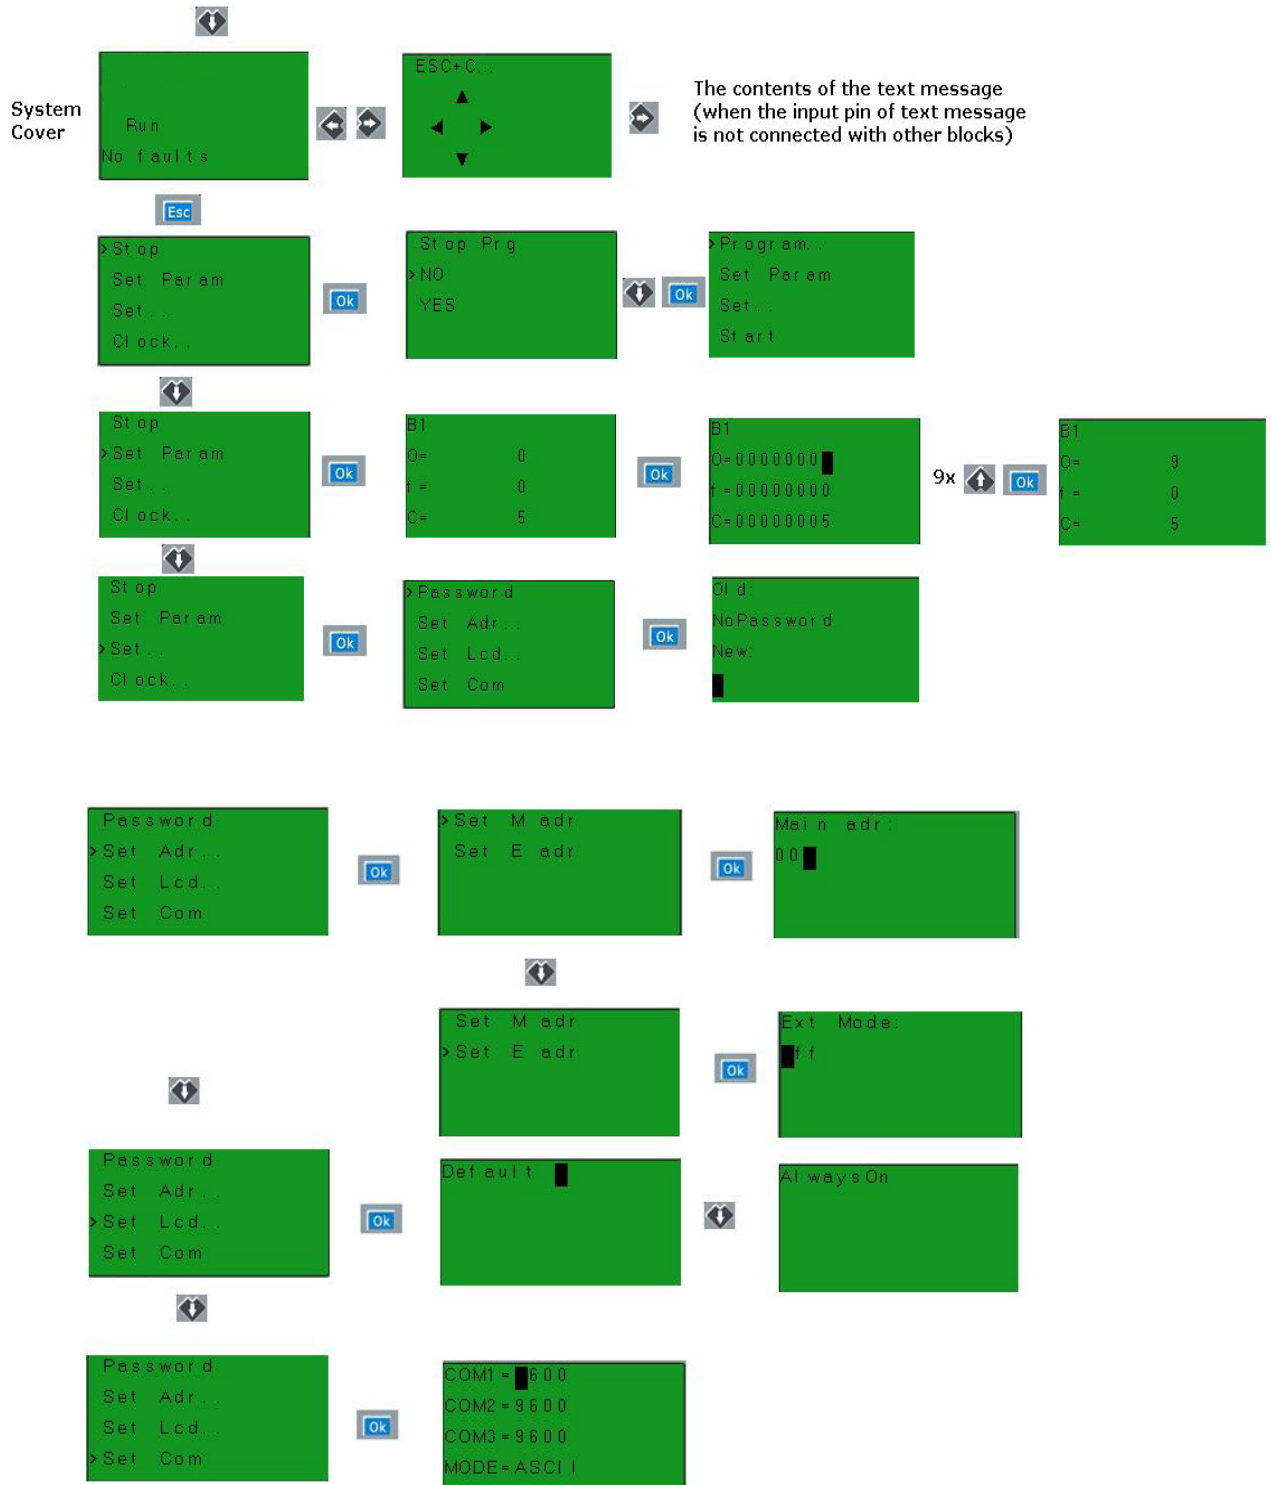 System
Cover
Run
No faults
ESC+C..
The contents of the text message
(when the input pin of text message
is not connected with other blocks)
Esc
>Stop
Set Param
Set..
Clock..
Ok
Stop Prg
>NO
YES
Ok
>Program..
Set Param
Set..
Start
Stop
>Set Param
Set..
Clock..
Ok
B1
O= 0
f= 0
C= 5
Ok
B1
O=0000000
f=00000000
C=00000005
9x
Ok
B1
O= 9
f= 0
C= 5
Stop
Set Param
>Set..
Clock..
Ok
>Password
Set Adr..
Set Lcd..
Set Com
Ok
Old:
NoPassword
New:
Password
>Set Adr..
Set Lcd..
Set Com
Ok
>Set M adr
Set E adr
Ok
Main adr:
00
Set M adr
>Set E adr
Ok
Ext Mode:
ff
Password
Set Adr..
>Set Lcd..
Set Com
Ok
Default
AlwaysOn
Password
Set Adr..
Set Lcd..
>Set Com
Ok
COM1=600
COM2=9600
COM3=9600
MODE=ASCII